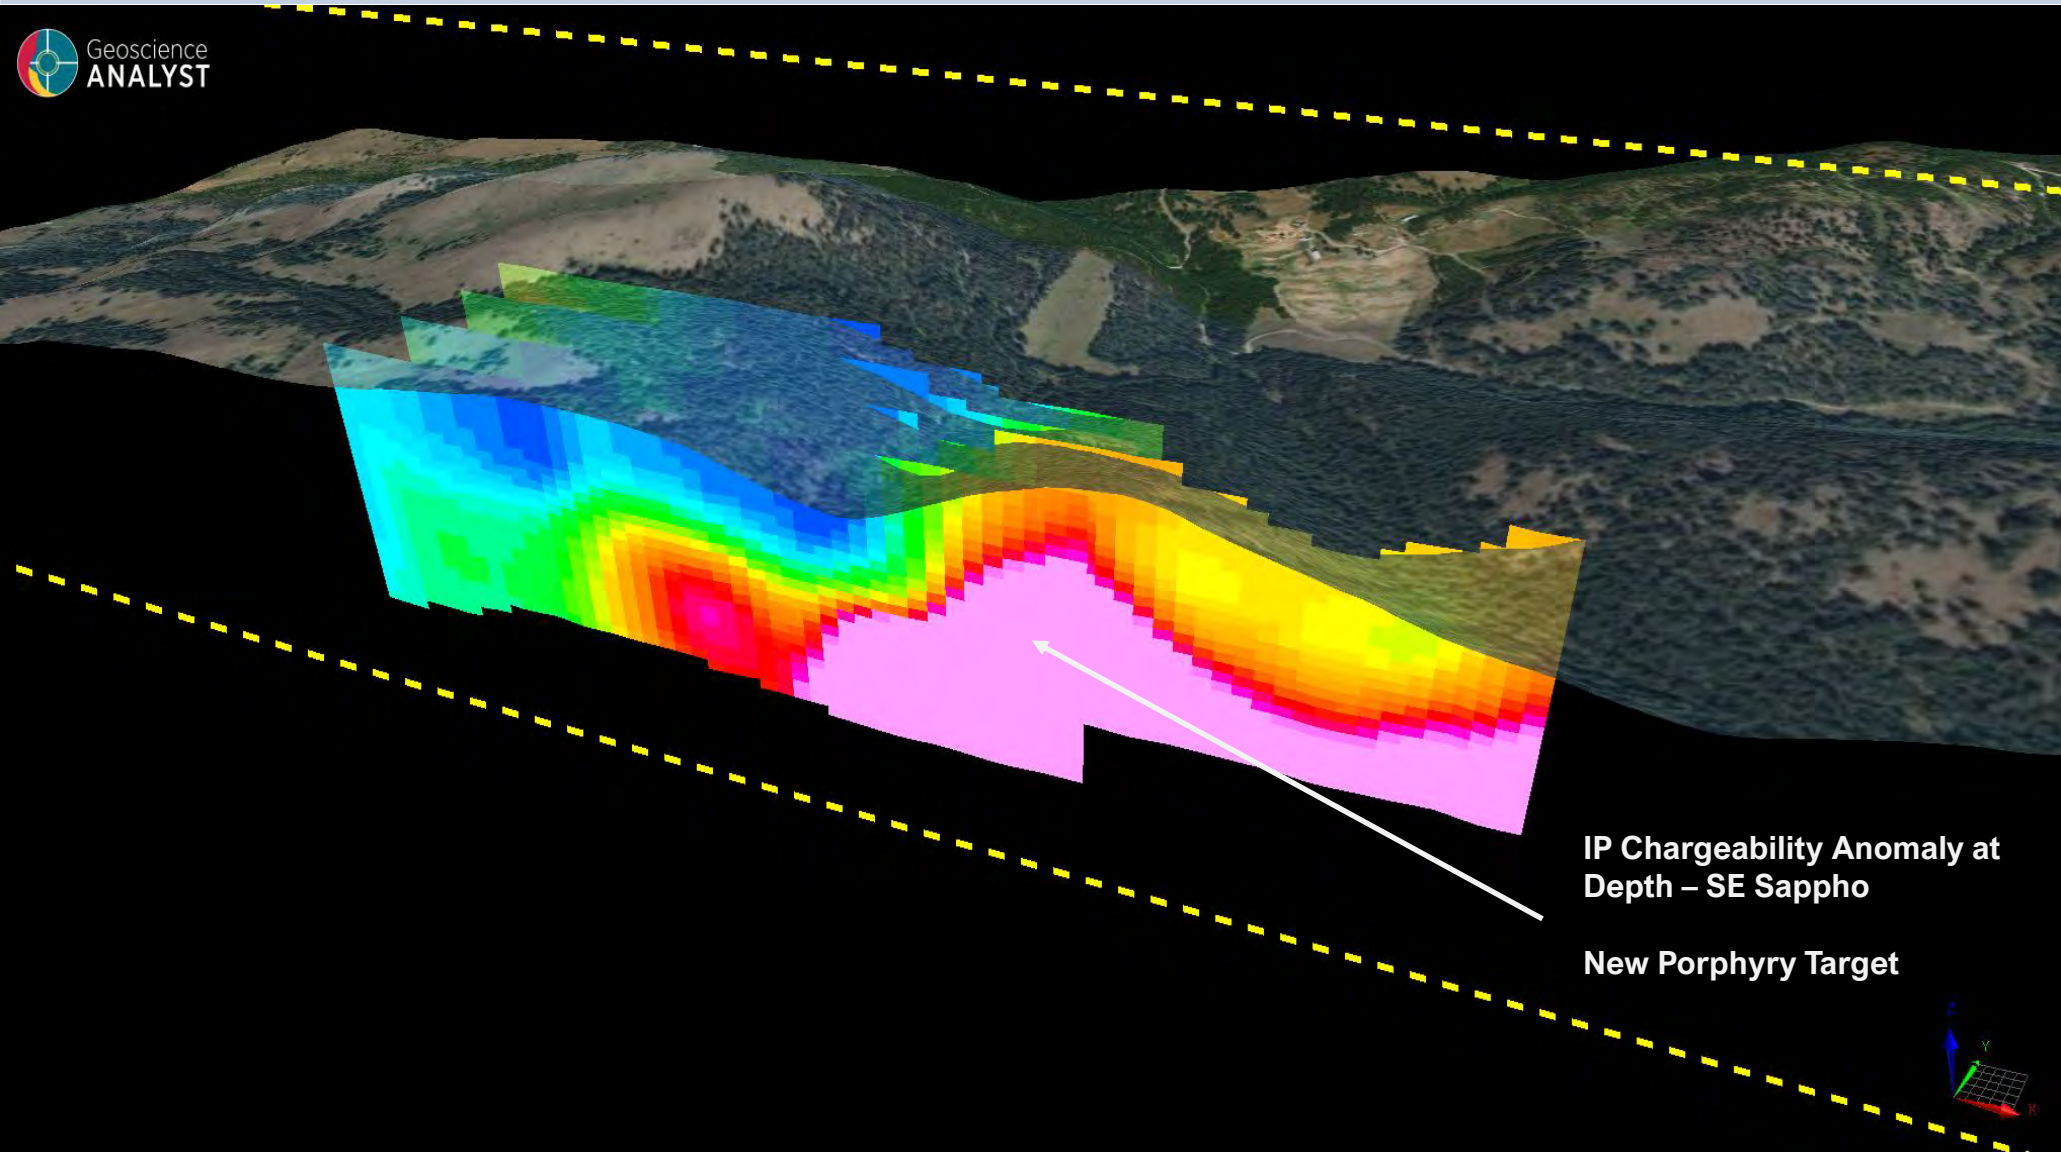 Geoscience
ANALYST
IP Chargeability Anomaly at
Depth – SE Sappho
New Porphyry Target
Z
Y
X